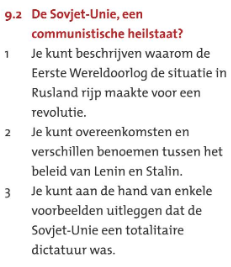 9.2 De Sovjet-Unie, een
communistische heilstaat?
1 Je kunt beschrijven waarom de
Eerste Wereldoorlog de situatie in
Rusland rijp maakte voor een
revolutie.
2 Je kunt overeenkomsten en
verschillen benoemen tussen het
beleid van Lenin en Stalin.
3 Je kunt aan de hand van enkele
voorbeelden uitleggen dat de
Sovjet-Unie een totalitaire
dictatuur was.